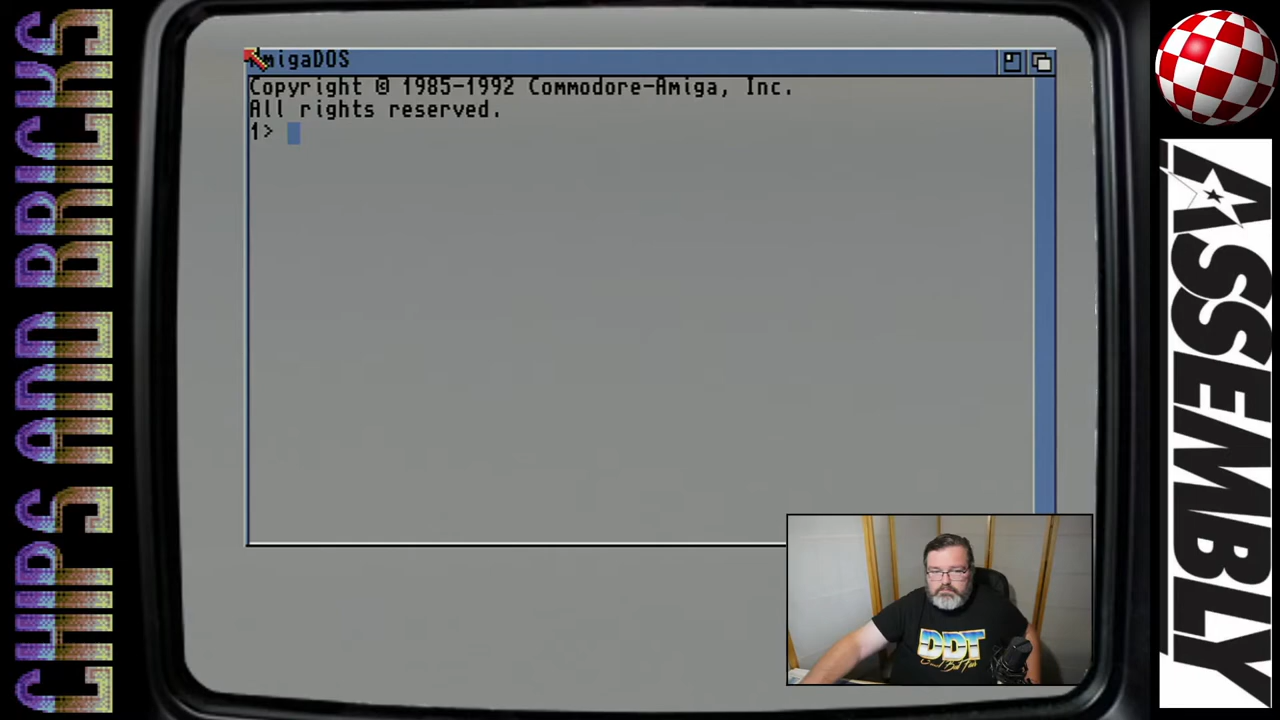 CHIPS AND BRICKS
AmigaDOS
Copyright © 1985-1992 Commodore-Amiga, Inc.
All rights reserved.
1>
ASSEMBLY
DDT